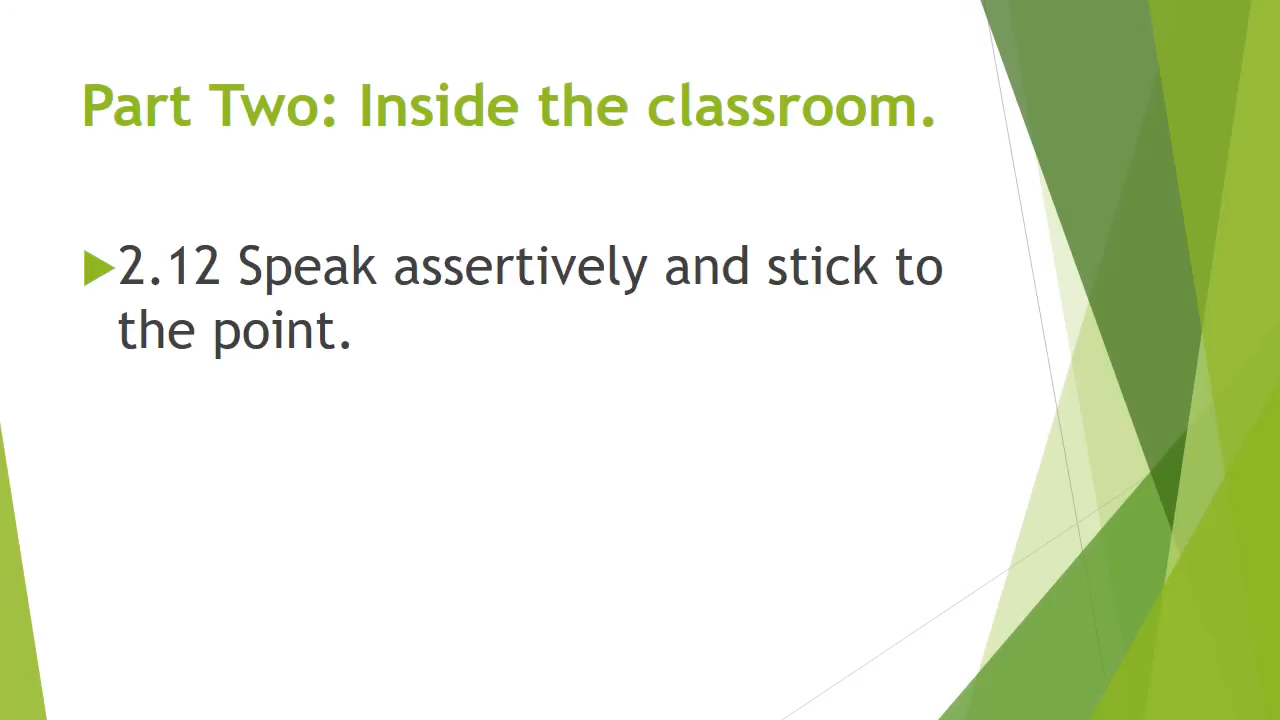 Part Two: Inside the classroom.
2.12 Speak assertively and stick to
the point.